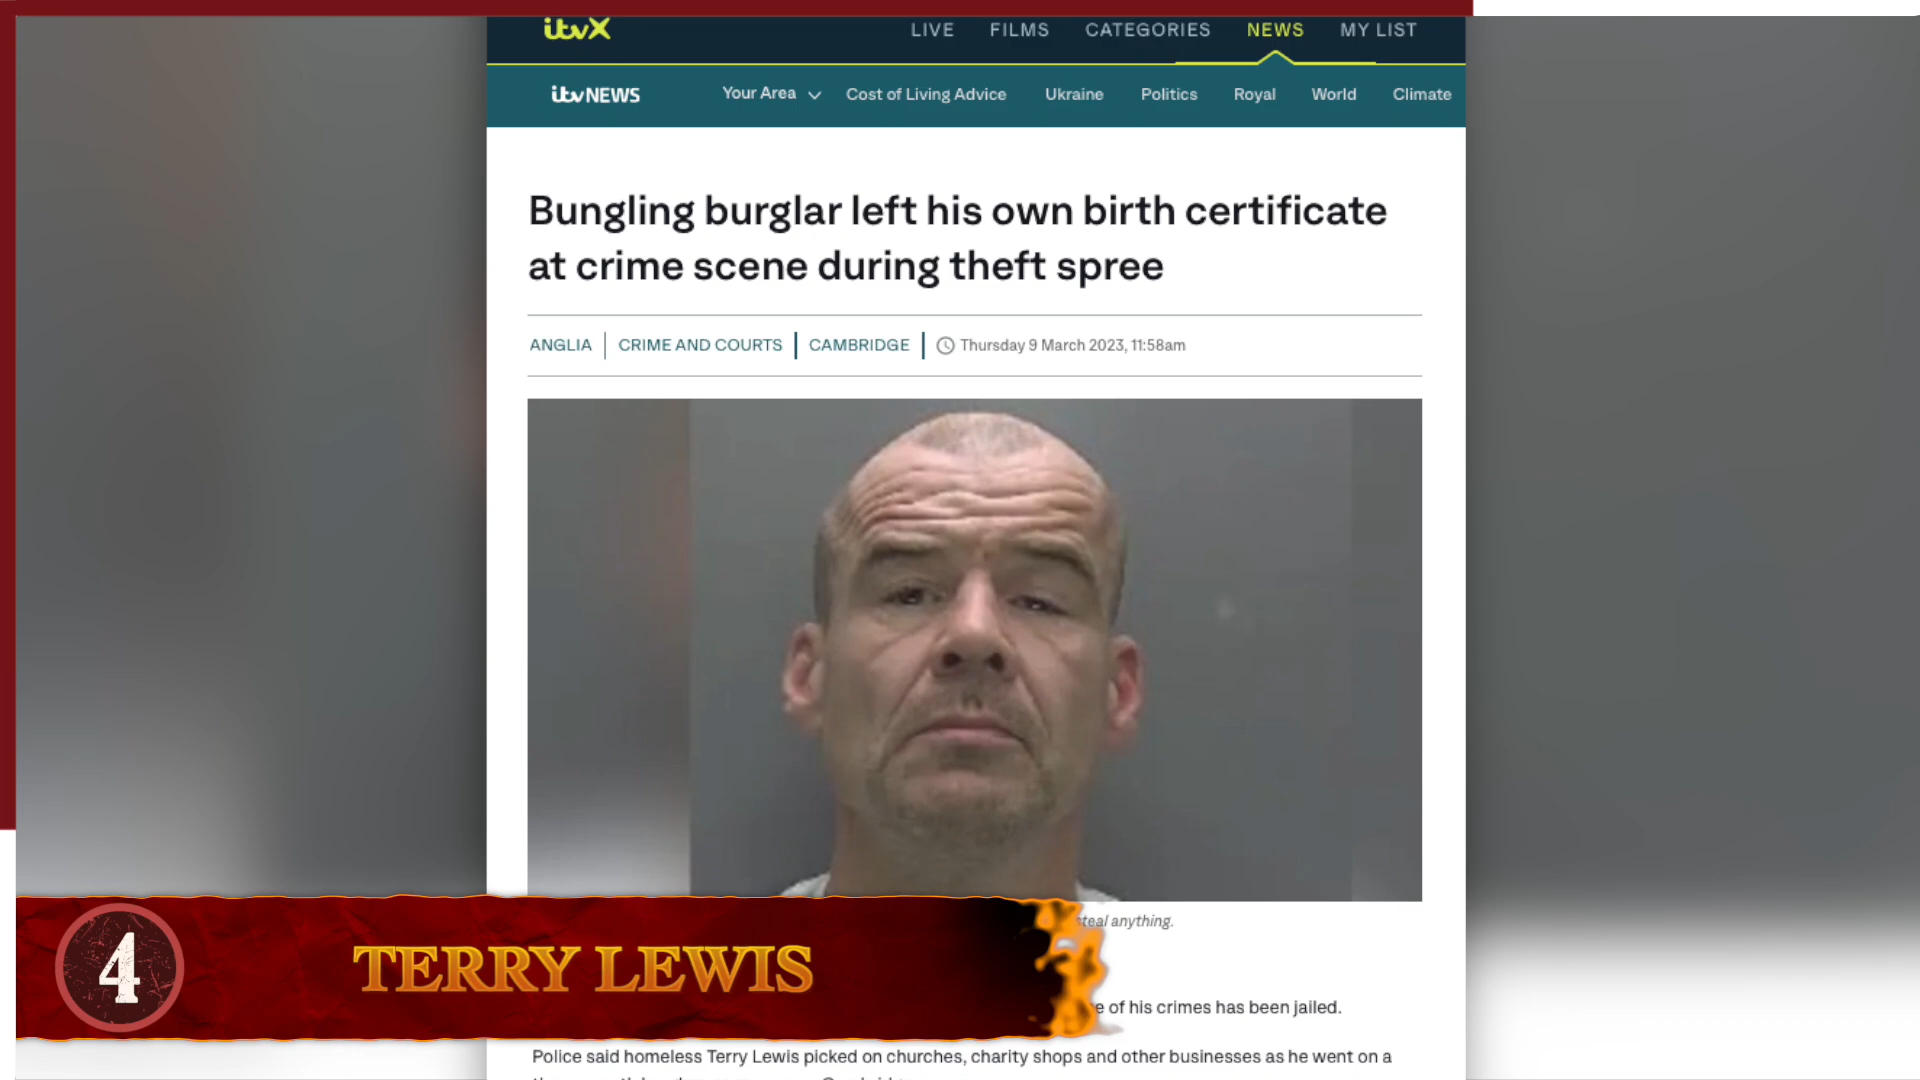 itvX
LIVE FILMS CATEGORIES NEWS MY LIST
itv NEWS Your Area Cost of Living Advice Ukraine Politics Royal World Climate
Bungling burglar left his own birth certificate
at crime scene during theft spree
ANGLIA CRIME AND COURTS CAMBRIDGE Thursday 9 March 2023, 11:58am
steal anything.
4 TERRY LEWIS
of his crimes has been jailed.
Police said homeless Terry Lewis picked on churches, charity shops and other businesses as he went on a